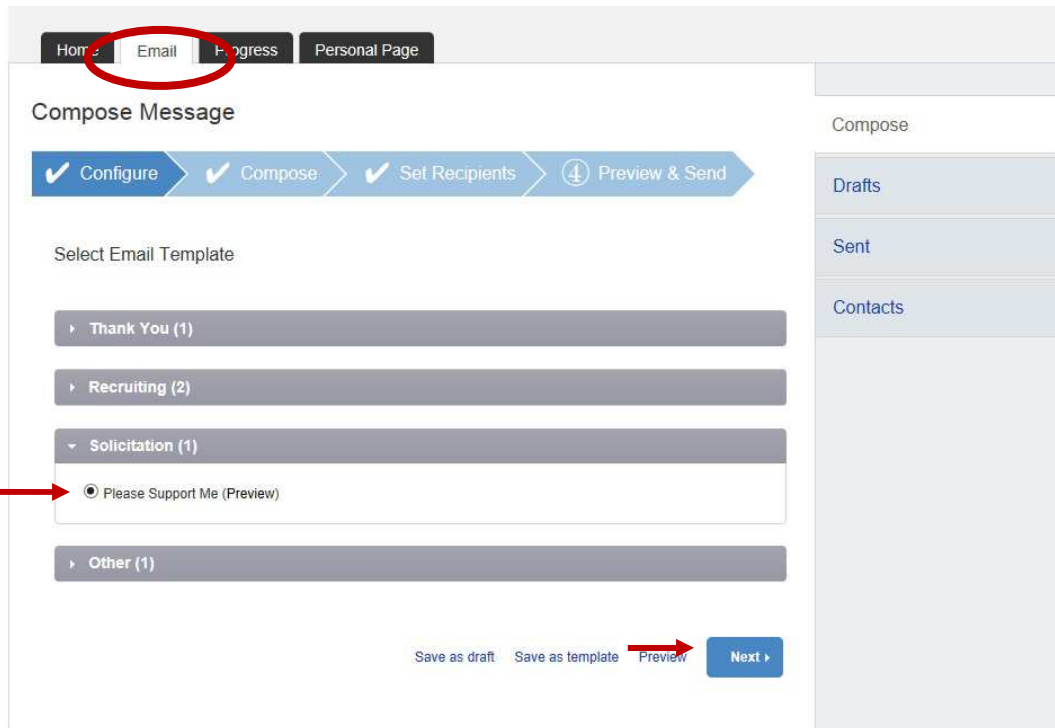 Home Email Progress Personal Page
Compose Message
✔ Configure ✔ Compose ✔ Set Recipients ④ Preview & Send
Select Email Template
Thank You (1)
Recruiting (2)
Solicitation (1)
Please Support Me (Preview)
Other (1)
Save as draft Save as template Preview Next
Compose
Drafts
Sent
Contacts